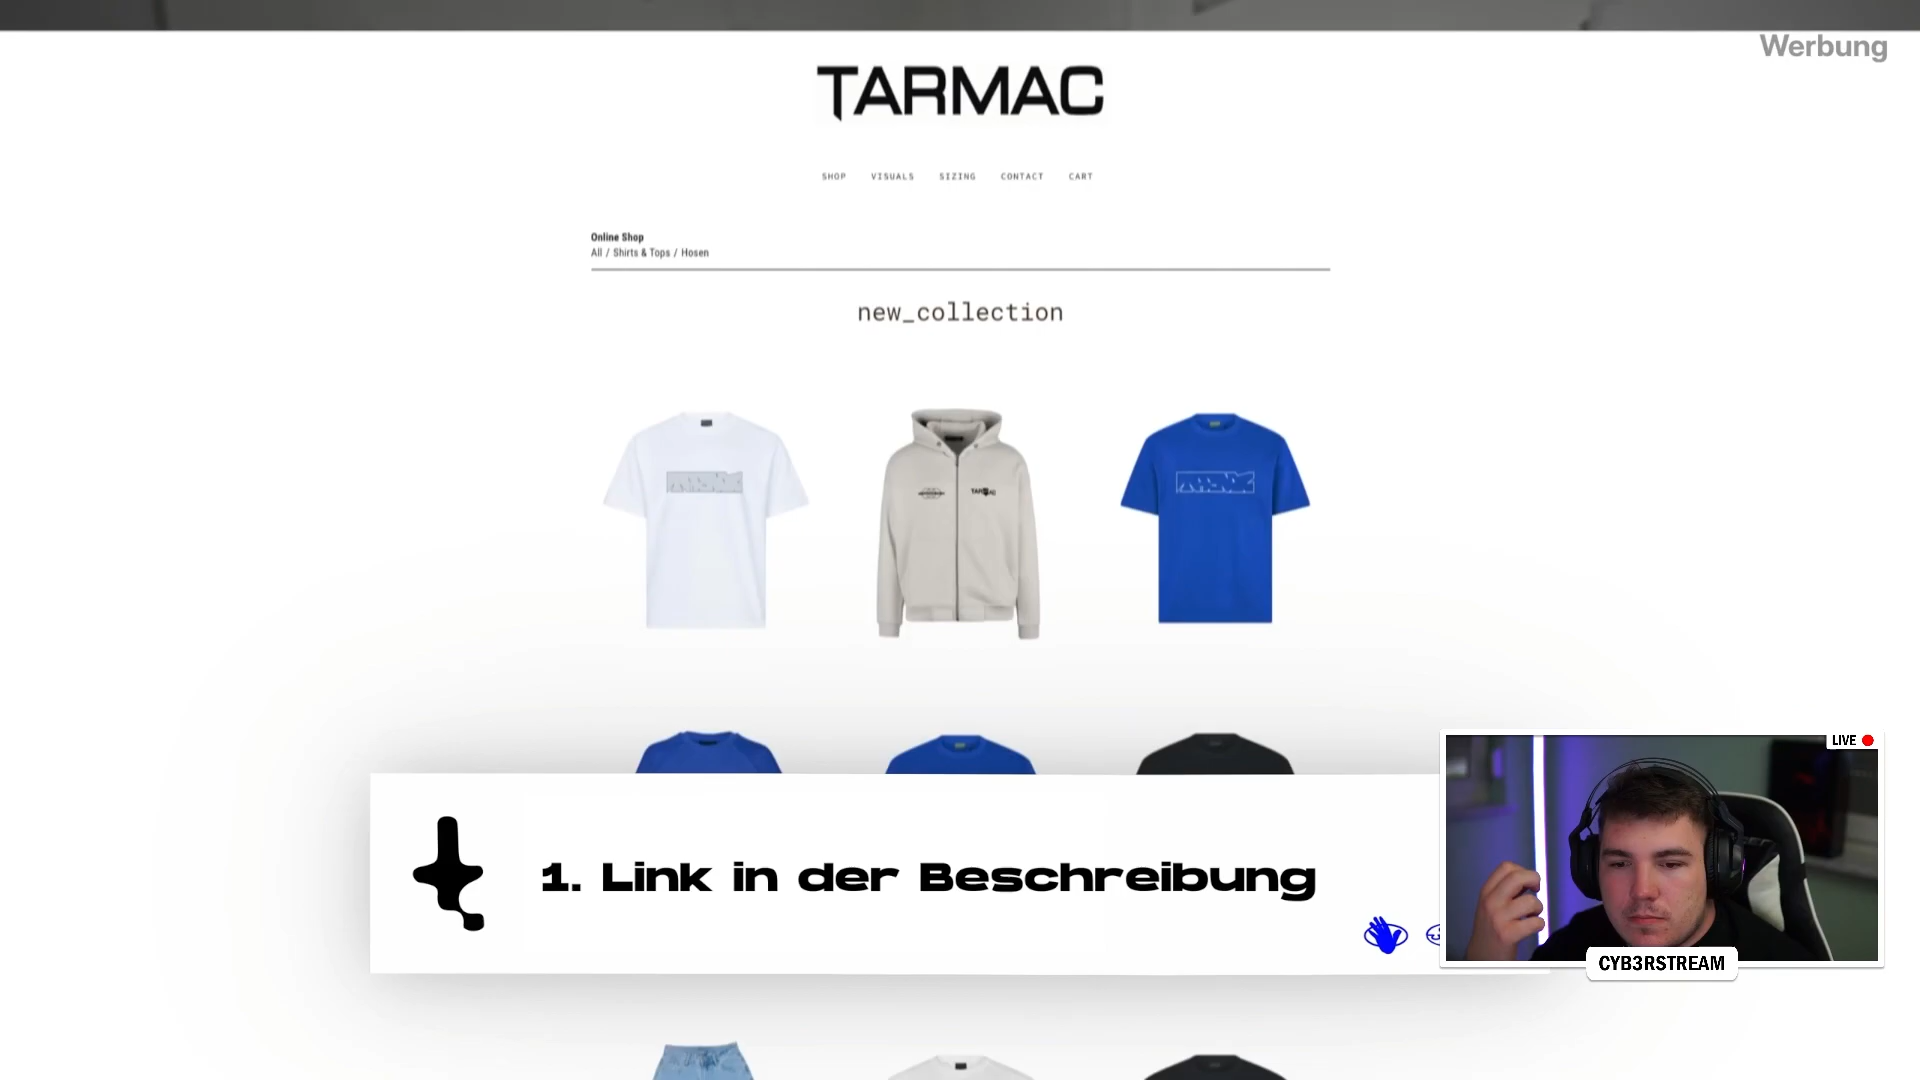 Werbung
TARMAC
SHOP VISUALS SIZING CONTACT CART
Online Shop
All / Shirts & Tops / Hosen
new_collection
TARMAC
1. Link in der Beschreibung
LIVE
CYB3RSTREAM